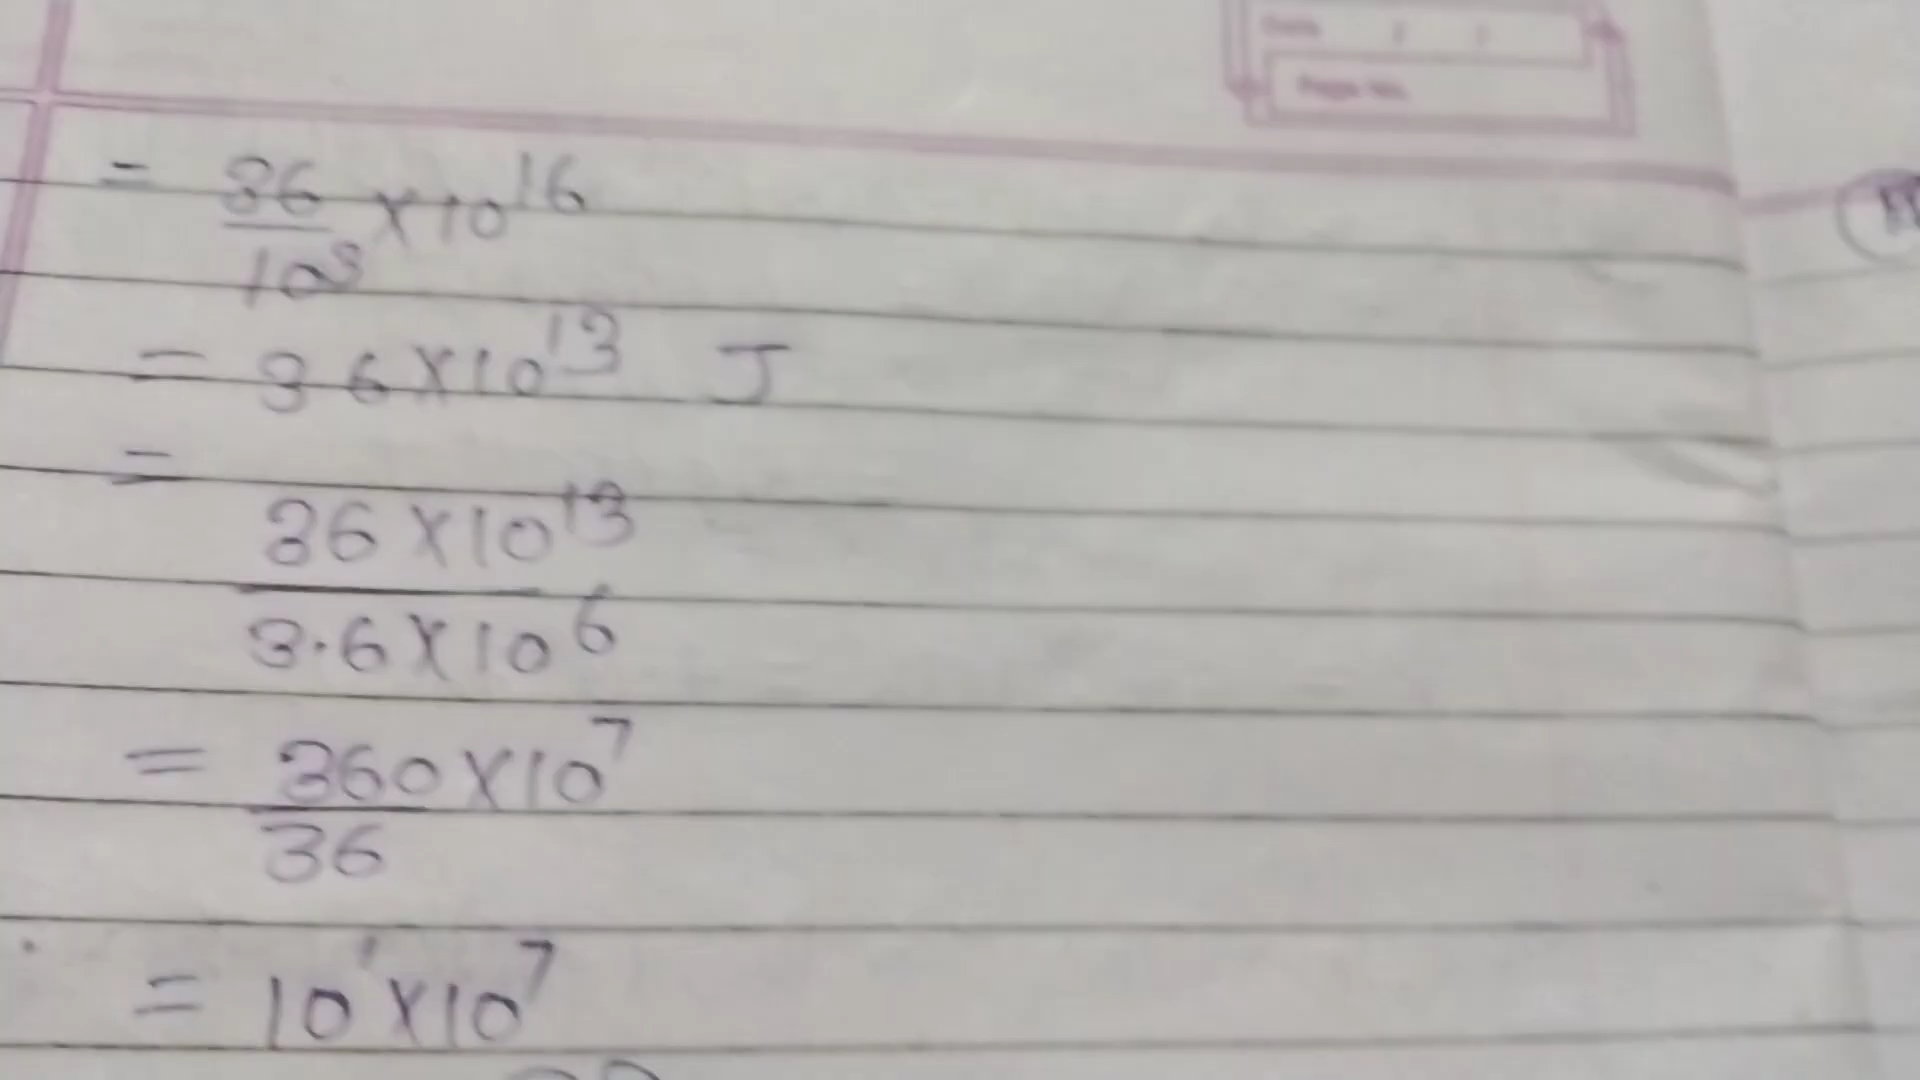 = 36/10³ × 10¹⁶
= 36 × 10¹³ J
=
36 × 10¹³ / 3.6 × 10⁶
= 360 × 10⁷ / 36
= 10¹ × 10⁷